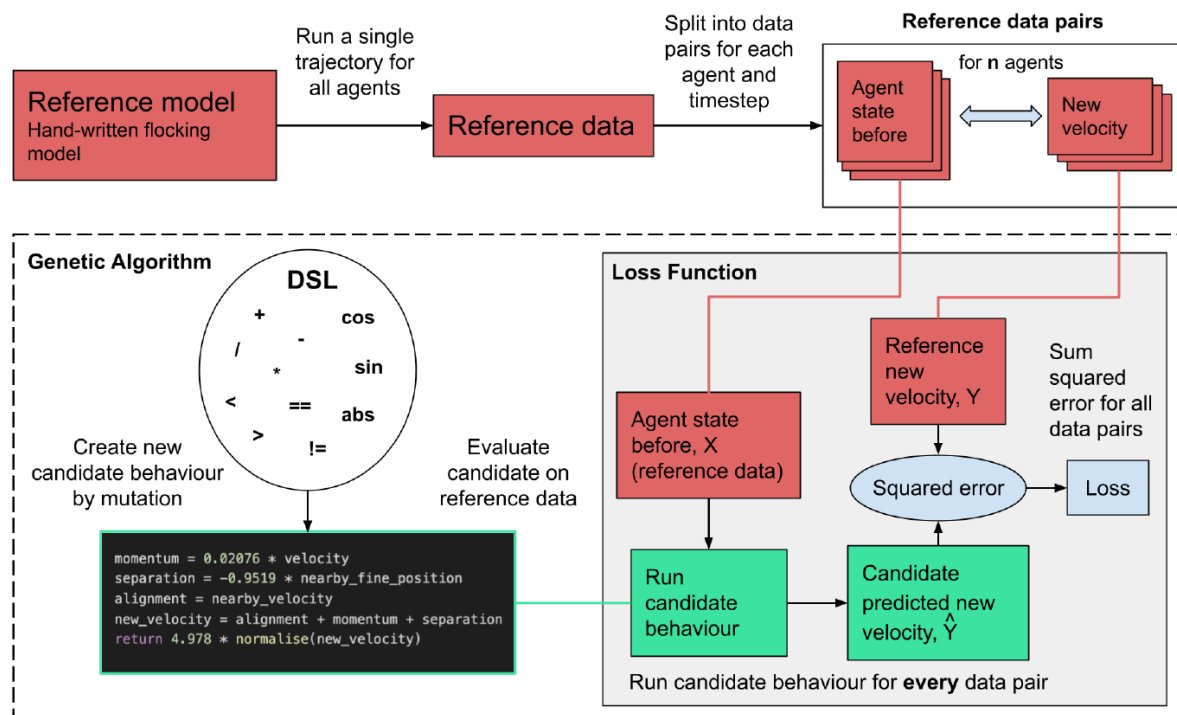 Reference model
Hand-written flocking
model
Run a single
trajectory for
all agents
Reference data
Split into data
pairs for each
agent and
timestep
Reference data pairs
for n agents
Agent
state
before
New
velocity
Genetic Algorithm
DSL
+
cos
-
/
*
sin
<
==
abs
>
!=
Create new
candidate behaviour
by mutation
Evaluate
candidate on
reference data
momentum = 0.02076 * velocity
separation = -0.9519 * nearby_fine_position
alignment = nearby_velocity
new_velocity = alignment + momentum + separation
return 4.978 * normalise(new_velocity)
Loss Function
Agent state
before, X
(reference data)
Reference
new
velocity, Y
Sum
squared
error for all
data pairs
Squared error
Loss
Run
candidate
behaviour
Candidate
predicted new
velocity, Ŷ
Run candidate behaviour for every data pair